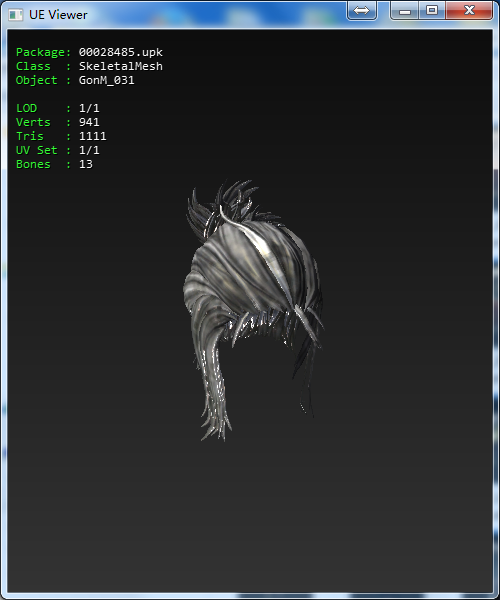 UE Viewer
Package: 00028485.upk
Class : SkeletalMesh
Object : GonM_031
LOD : 1/1
Verts : 941
Tris : 1111
UV Set : 1/1
Bones : 13